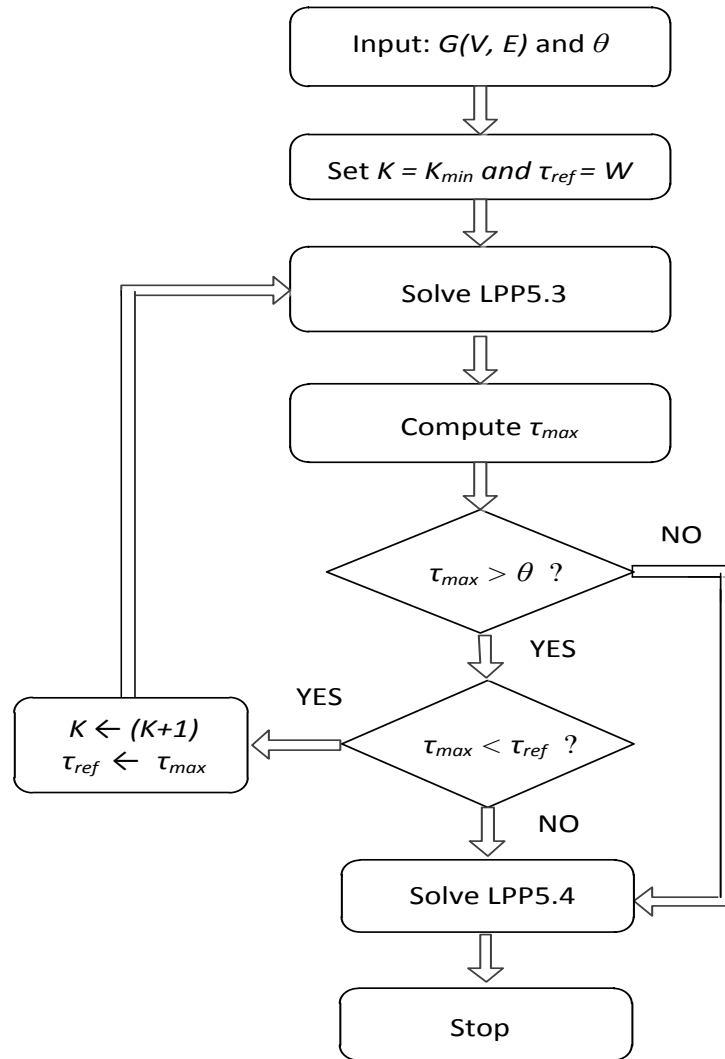 Input: G(V, E) and θ
Set K = Kmin and τref = W
Solve LPP5.3
Compute τmax
NO
τmax > θ ?
YES
YES
K ← (K+1)
τref ← τmax
τmax < τref ?
NO
Solve LPP5.4
Stop